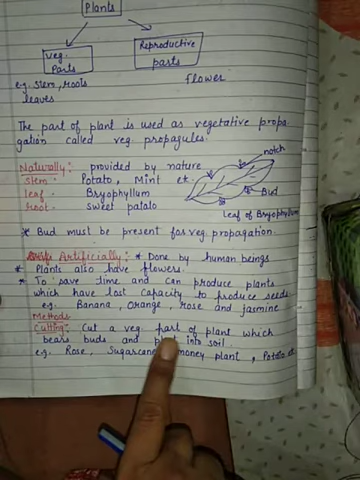 Plants
Veg. Parts
Reproductive parts
e.g. Stem, roots
leaves
flower
The part of plant is used as vegetative propa-
gation called veg. propagules.
notch
Naturally: provided by nature
stem- Potato, Mint etc.
leaf- Bryophyllum
root- sweet patato
Bud
Leaf of Bryophyllum
* Bud must be present for veg. propagation.
Artificially: * Done by human beings
* Plants also have flowers.
* To save time and can produce plants
which have lost capacity to produce seeds.
e.g. Banana, Orange, rose and jasmine
Methods
Cutting: Cut a veg. part of plant which
bears buds and into soil.
e.g. Rose, Sugarcane, money plant, Potato etc